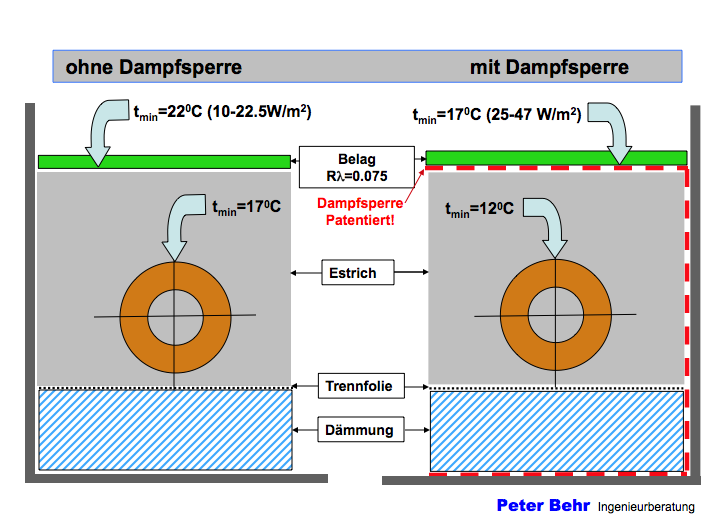 ohne Dampfsperre
mit Dampfsperre
tmin=22⁰C (10-22.5W/m²)
tmin=17⁰C (25-47 W/m²)
Belag
Rλ=0.075
Dampfsperre
Patentiert!
tmin=17⁰C
tmin=12⁰C
Estrich
Trennfolie
Dämmung
Peter Behr Ingenieurberatung